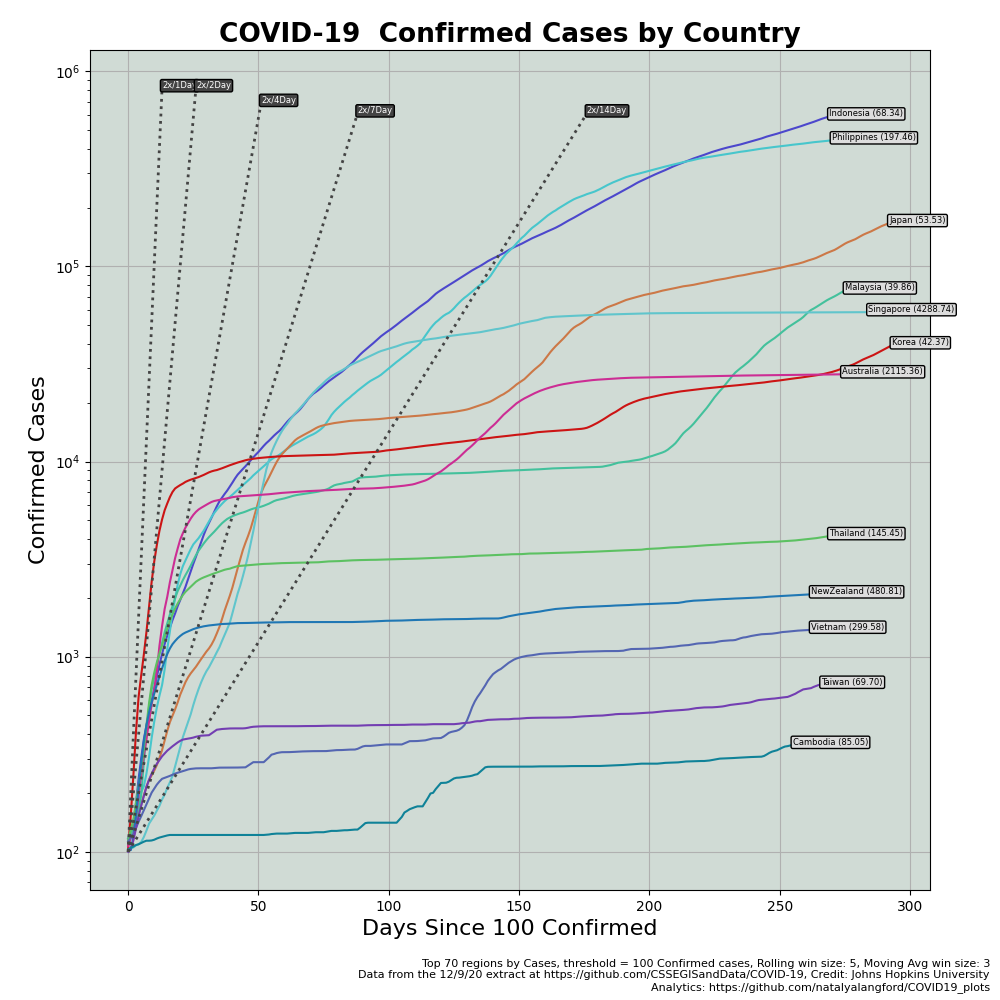 COVID-19  Confirmed Cases by Country
Confirmed Cases
10^6
10^5
10^4
10^3
10^2
2x/1Day
2x/2Day
2x/4Day
2x/7Day
2x/14Day
Indonesia (68.34)
Philippines (197.46)
Japan (53.53)
Malaysia (39.86)
Singapore (4288.74)
Korea (42.37)
Australia (2115.36)
Thailand (145.45)
NewZealand (480.81)
Vietnam (299.58)
Taiwan (69.70)
Cambodia (85.05)
0 50 100 150 200 250 300
Days Since 100 Confirmed
Top 70 regions by Cases, threshold = 100 Confirmed cases, Rolling win size: 5, Moving Avg win size: 3
Data from the 12/9/20 extract at https://github.com/CSSEGISandData/COVID-19, Credit: Johns Hopkins University
Analytics: https://github.com/natalyalangford/COVID19_plots